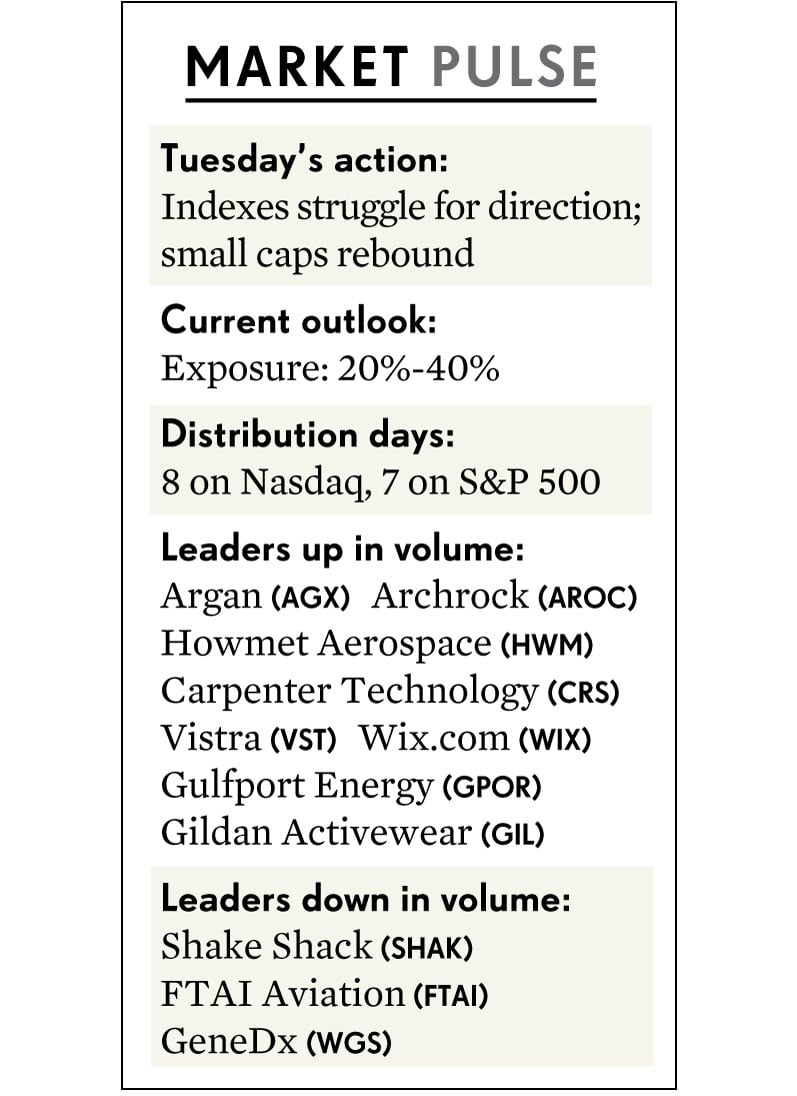 MARKET PULSE
Tuesday's action:
Indexes struggle for direction;
small caps rebound
Current outlook:
Exposure: 20%-40%
Distribution days:
8 on Nasdaq, 7 on S&P 500
Leaders up in volume:
Argan (AGX) Archrock (AROC)
Howmet Aerospace (HWM)
Carpenter Technology (CRS)
Vistra (VST) Wix.com (WIX)
Gulfport Energy (GPOR)
Gildan Activewear (GIL)
Leaders down in volume:
Shake Shack (SHAK)
FTAI Aviation (FTAI)
GeneDx (WGS)